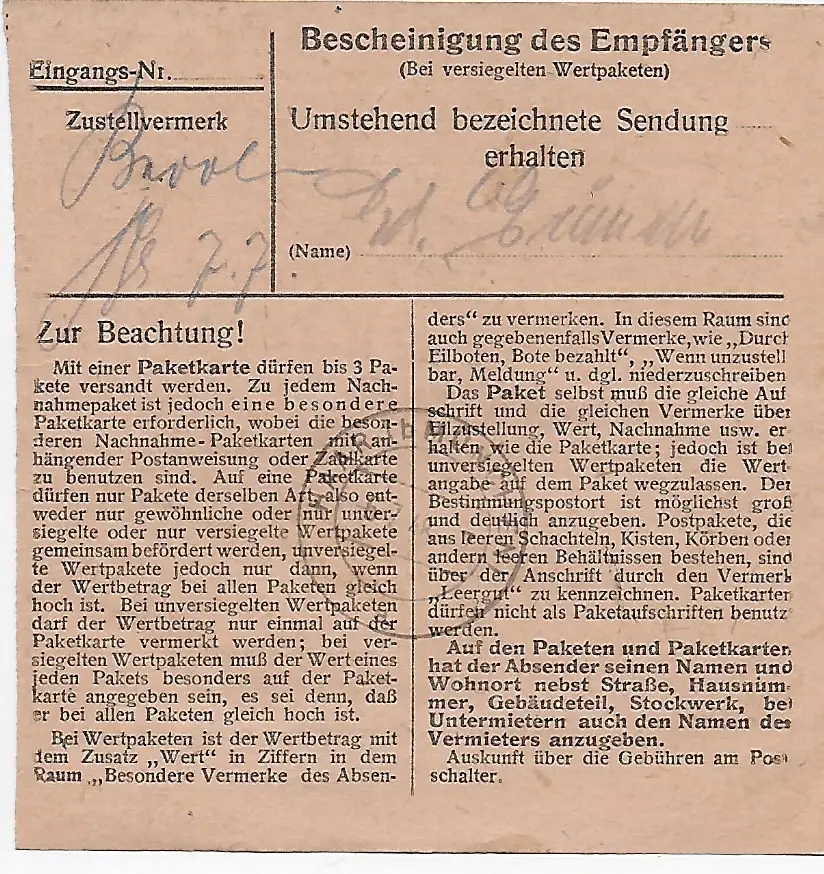 Eingangs-Nr.
Zustellvermerk
7.7.
Bescheinigung des Empfängers
(Bei versiegelten Wertpaketen)
Umstehend bezeichnete Sendung
erhalten
(Name)
Zur Beachtung!
Mit einer Paketkarte dürfen bis 3 Pa-
kete versandt werden. Zu jedem Nach-
nahmepaket ist jedoch eine besondere
Paketkarte erforderlich, wobei die beson-
deren Nachnahme-Paketkarten mit an-
hängender Postanweisung oder Zahlkarte
zu benutzen sind. Auf eine Paketkarte
dürfen nur Pakete derselben Art, also ent-
weder nur gewöhnliche oder nur unver-
siegelte oder nur versiegelte Wertpakete
gemeinsam befördert werden, unversiegel-
te Wertpakete jedoch nur dann, wenn
der Wertbetrag bei allen Paketen gleich
hoch ist. Bei unversiegelten Wertpaketen
darf der Wertbetrag nur einmal auf der
Paketkarte vermerkt werden; bei ver-
siegelten Wertpaketen muß der Wert eines
jeden Pakets besonders auf der Paket-
karte angegeben sein, es sei denn, daß
er bei allen Paketen gleich hoch ist.
Bei Wertpaketen ist der Wertbetrag mit
dem Zusatz „Wert“ in Ziffern in dem
Raum „Besondere Vermerke des Absen-
ders“ zu vermerken. In diesem Raum sind
auch gegebenenfalls Vermerke, wie „Durch
Eilboten, Bote bezahlt“, „Wenn unzustell
bar, Meldung“ u. dgl. niederzuschreiben
Das Paket selbst muß die gleiche Auf
schrift und die gleichen Vermerke über
Eilzustellung, Wert, Nachnahme usw. er
halten wie die Paketkarte; jedoch ist bei
unversiegelten Wertpaketen die Wert
angabe auf dem Paket wegzulassen. Der
Bestimmungspostort ist möglichst groß
und deutlich anzugeben. Postpakete, die
aus leeren Schachteln, Kisten, Körben oder
andern leeren Behältnissen bestehen, sind
über der Anschrift durch den Vermerk
„Leergut“ zu kennzeichnen. Paketkarten
dürfen nicht als Paketaufschriften benutz
werden.
Auf den Paketen und Paketkarten
hat der Absender seinen Namen und
Wohnort nebst Straße, Hausnum-
mer, Gebäudeteil, Stockwerk, bei
Untermietern auch den Namen des
Vermieters anzugeben.
Auskunft über die Gebühren am Post
schalter.